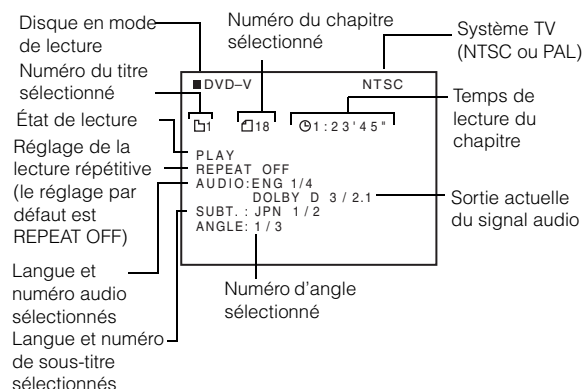 Disque en mode
de lecture
Numéro du titre
sélectionné
État de lecture
Réglage de la
lecture répétitive
(le réglage par
défaut est
REPEAT OFF)
Langue et
numéro audio
sélectionnés
Langue et numéro
de sous-titre
sélectionnés
Numéro du chapitre
sélectionné
Système TV
(NTSC ou PAL)
Temps de
lecture du
chapitre
Sortie actuelle
du signal audio
DVD–V NTSC
1 18 1:23'45"
PLAY
REPEAT OFF
AUDIO:ENG 1/4
DOLBY D 3/2.1
SUBT. : JPN 1/2
ANGLE: 1/3
Numéro d'angle
sélectionné